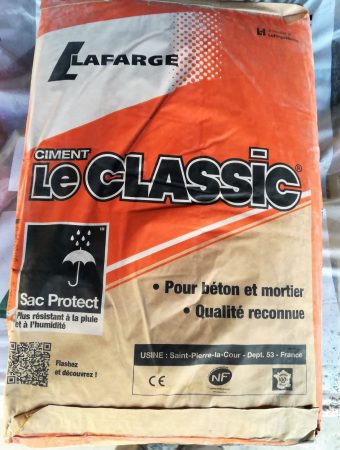 LAFARGE
CIMENT
Le CLASSIC®
Sac Protect
Plus résistant à la pluie
et à l'humidité
• Pour béton et mortier
• Qualité reconnue
Flashez
et découvrez !
USINE : Saint-Pierre-la-Cour - Dept. 53 - France
CE
NF